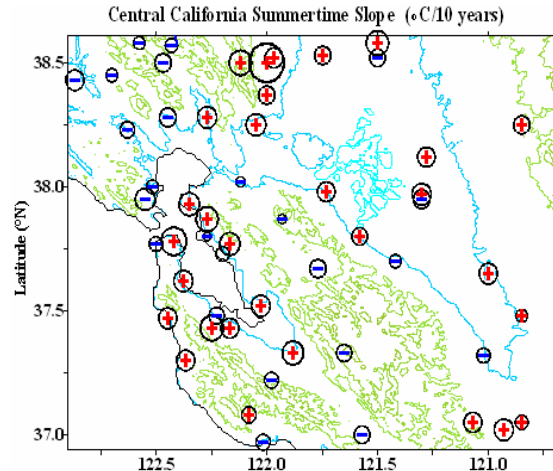 Central California Summertime Slope (∘C/10 years)
38.5
38.0
37.5
37.0
Latitude (°N)
122.5 122.0 121.5 121.0